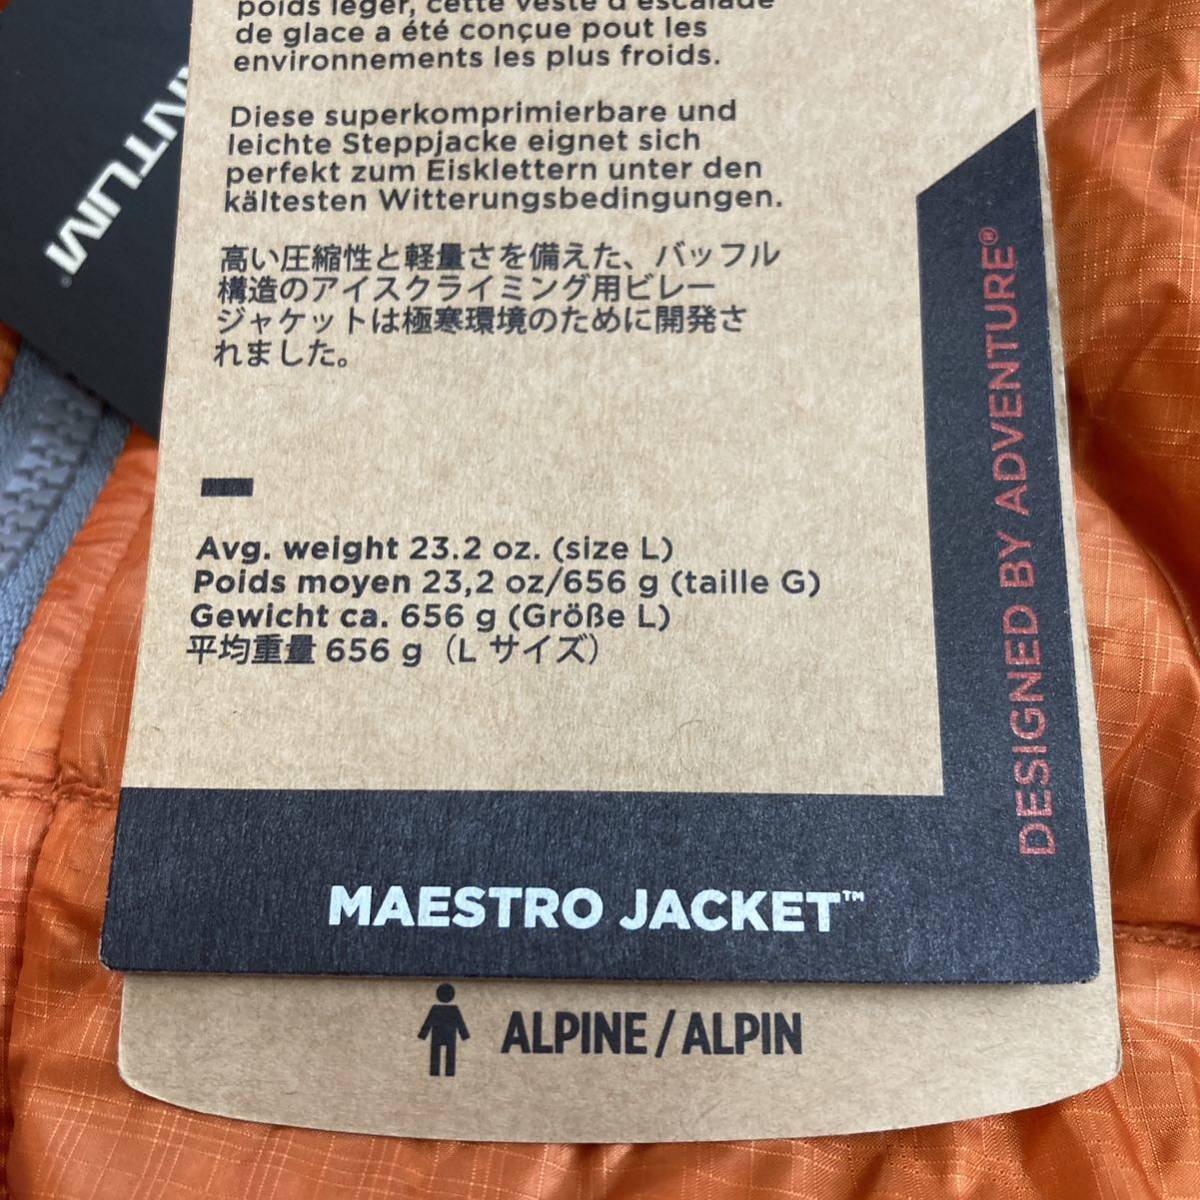 poids léger, cette veste d'escalade
de glace a été conçue pout les
environnements les plus froids.
Diese superkomprimierbare und
leichte Steppjacke eignet sich
perfekt zum Eisklettern unter den
kältesten Witterungsbedingungen.
高い圧縮性と軽量さを備えた、バッフル
構造のアイスクライミング用ビレー
ジャケットは極寒環境のために開発さ
れました。
Avg. weight 23.2 oz. (size L)
Poids moyen 23,2 oz/656 g (taille G)
Gewicht ca. 656 g (Größe L)
平均重量 656 g（L サイズ）
DESIGNED BY ADVENTURE®
MAESTRO JACKET™
ALPINE / ALPIN